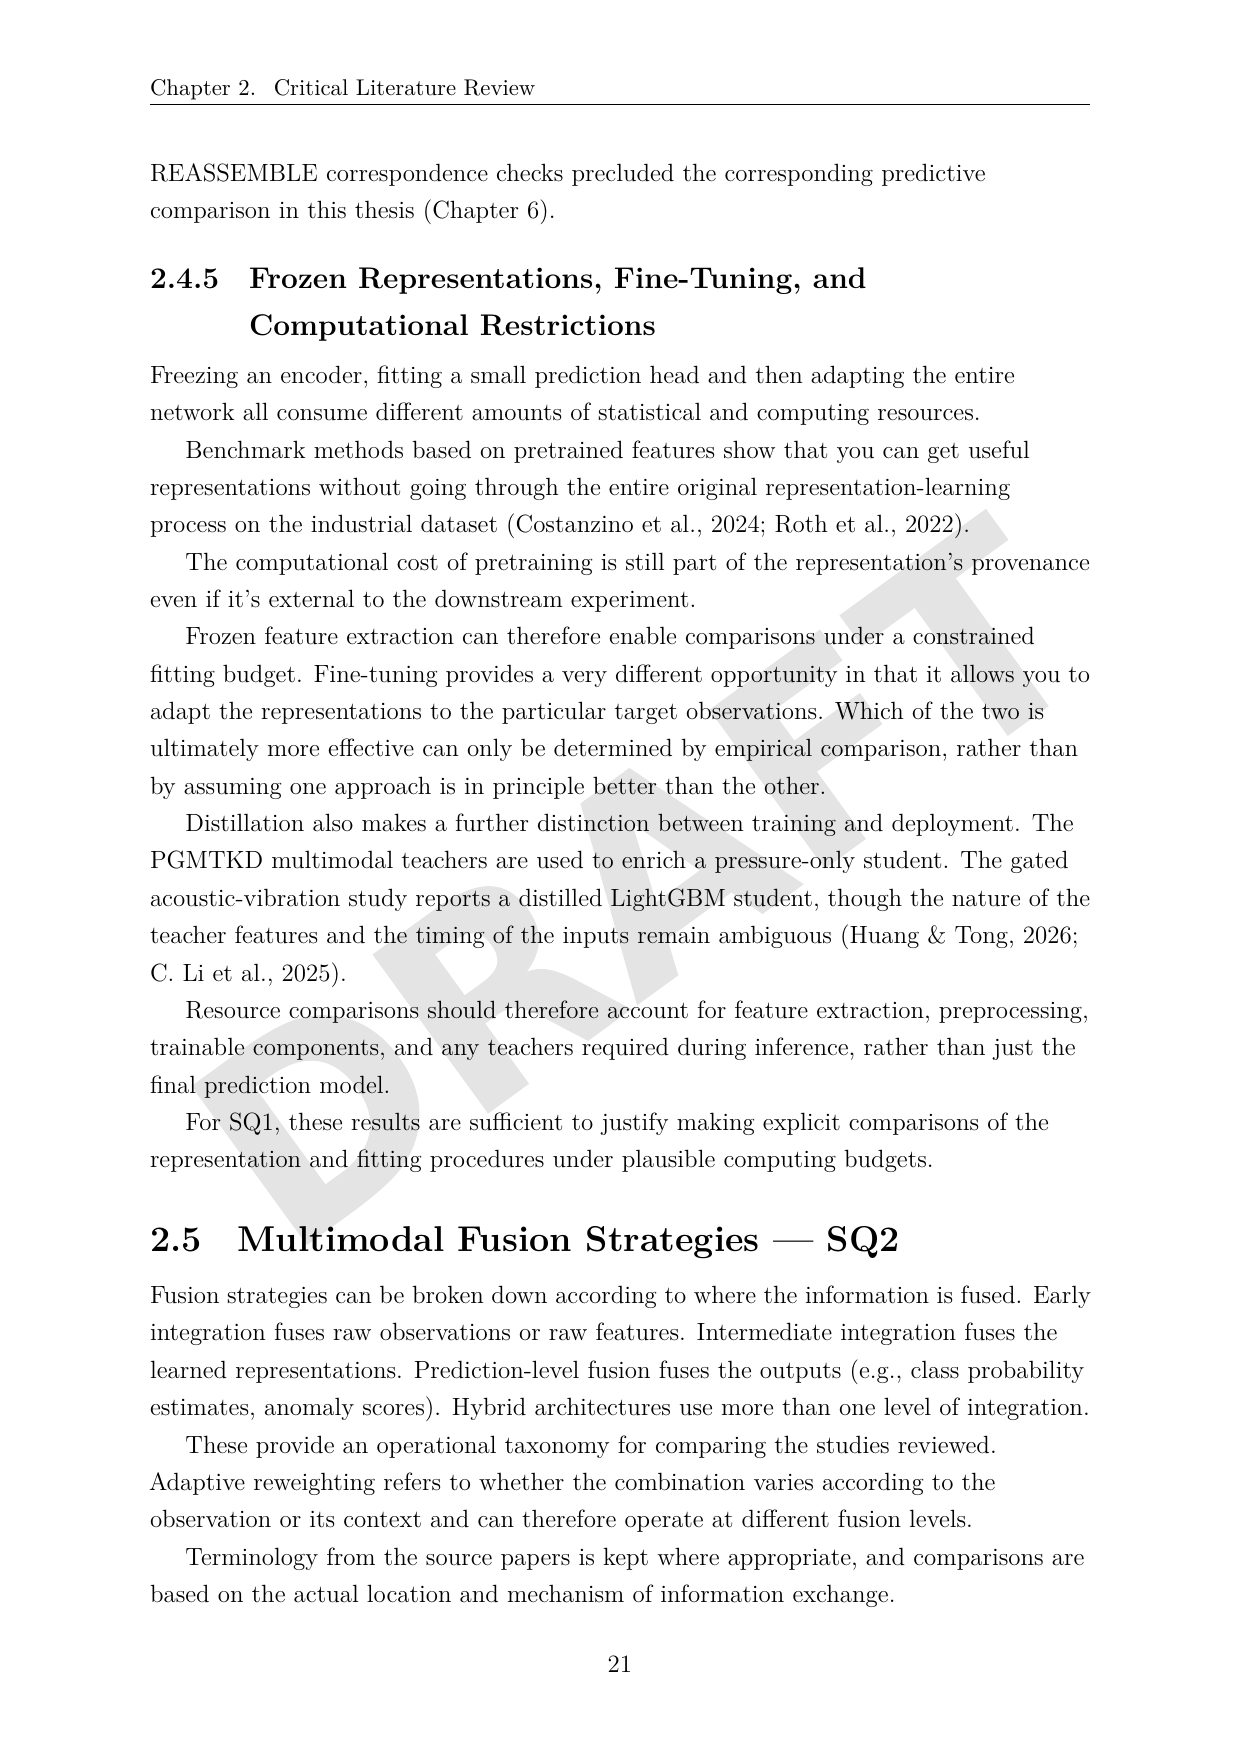 Chapter 2. Critical Literature Review
REASSEMBLE correspondence checks precluded the corresponding predictive
comparison in this thesis (Chapter 6).
2.4.5 Frozen Representations, Fine-Tuning, and
Computational Restrictions
Freezing an encoder, fitting a small prediction head and then adapting the entire
network all consume different amounts of statistical and computing resources.
Benchmark methods based on pretrained features show that you can get useful
representations without going through the entire original representation-learning
process on the industrial dataset (Costanzino et al., 2024; Roth et al., 2022).
The computational cost of pretraining is still part of the representation's provenance
even if it's external to the downstream experiment.
Frozen feature extraction can therefore enable comparisons under a constrained
fitting budget. Fine-tuning provides a very different opportunity in that it allows you to
adapt the representations to the particular target observations. Which of the two is
ultimately more effective can only be determined by empirical comparison, rather than
by assuming one approach is in principle better than the other.
Distillation also makes a further distinction between training and deployment. The
PGMTKD multimodal teachers are used to enrich a pressure-only student. The gated
acoustic-vibration study reports a distilled LightGBM student, though the nature of the
teacher features and the timing of the inputs remain ambiguous (Huang & Tong, 2026;
C. Li et al., 2025).
Resource comparisons should therefore account for feature extraction, preprocessing,
trainable components, and any teachers required during inference, rather than just the
final prediction model.
For SQ1, these results are sufficient to justify making explicit comparisons of the
representation and fitting procedures under plausible computing budgets.
2.5 Multimodal Fusion Strategies — SQ2
Fusion strategies can be broken down according to where the information is fused. Early
integration fuses raw observations or raw features. Intermediate integration fuses the
learned representations. Prediction-level fusion fuses the outputs (e.g., class probability
estimates, anomaly scores). Hybrid architectures use more than one level of integration.
These provide an operational taxonomy for comparing the studies reviewed.
Adaptive reweighting refers to whether the combination varies according to the
observation or its context and can therefore operate at different fusion levels.
Terminology from the source papers is kept where appropriate, and comparisons are
based on the actual location and mechanism of information exchange.
21
DRAFT